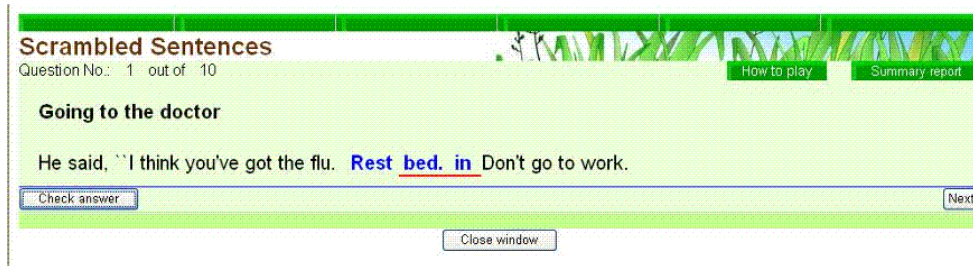 Scrambled Sentences
Question No.: 1 out of 10
How to play
Summary report
Going to the doctor
He said, ``I think you've got the flu. Rest bed. in Don't go to work.
Check answer
Next
Close window